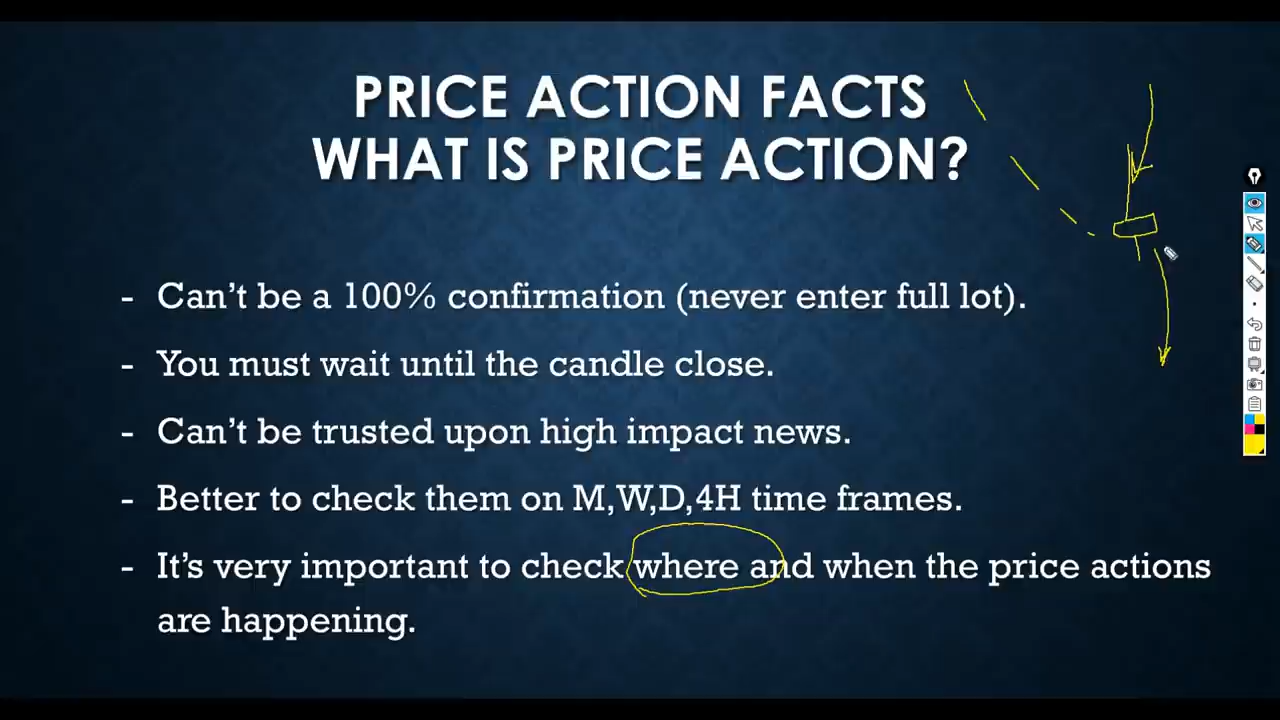 PRICE ACTION FACTS
WHAT IS PRICE ACTION?
- Can't be a 100% confirmation (never enter full lot).
- You must wait until the candle close.
- Can't be trusted upon high impact news.
- Better to check them on M,W,D,4H time frames.
- It's very important to check where and when the price actions
are happening.